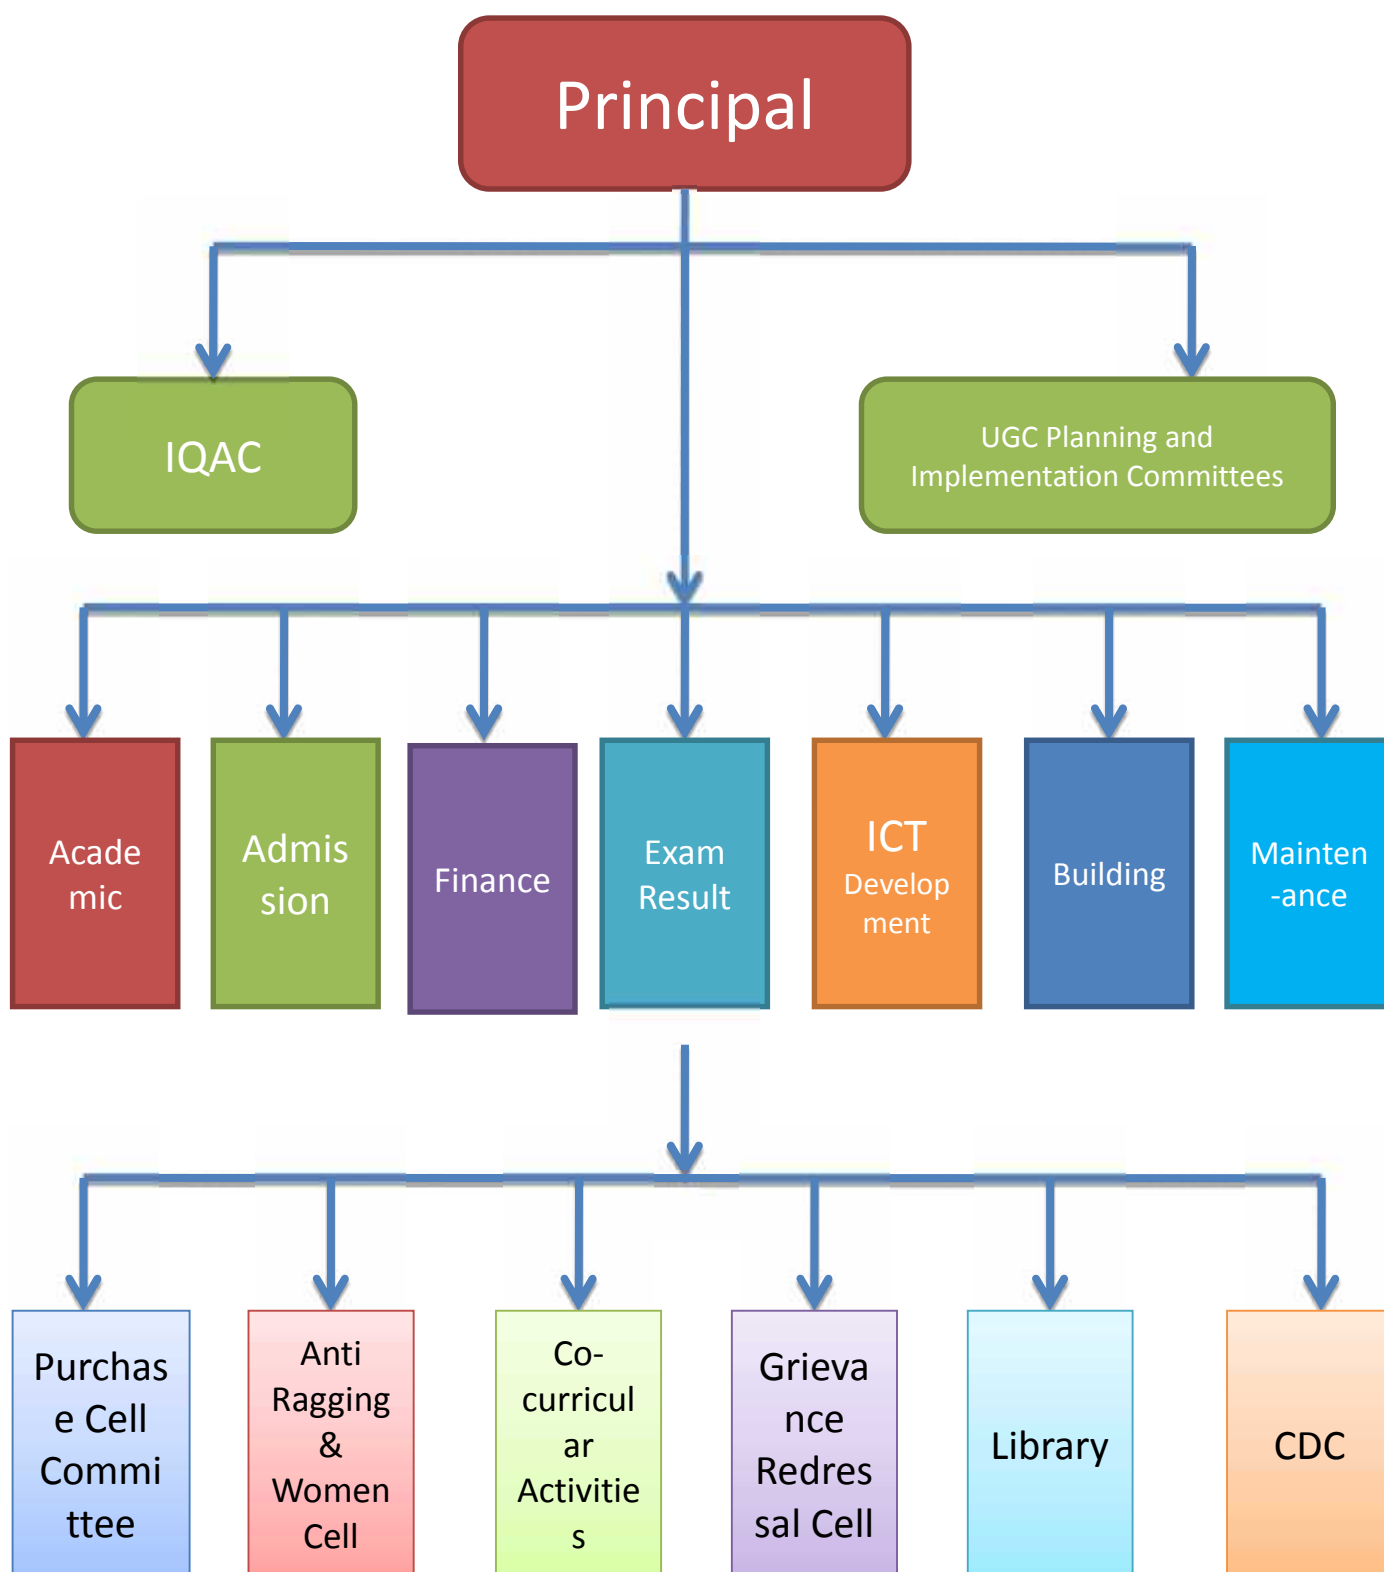 Principal
IQAC
UGC Planning and
Implementation Committees
Acade
mic
Admis
sion
Finance
Exam
Result
ICT
Develop
ment
Building
Mainten
-ance
Purchas
e Cell
Commi
ttee
Anti
Ragging
&
Women
Cell
Co-
curricul
ar
Activitie
s
Grieva
nce
Redres
sal Cell
Library
CDC